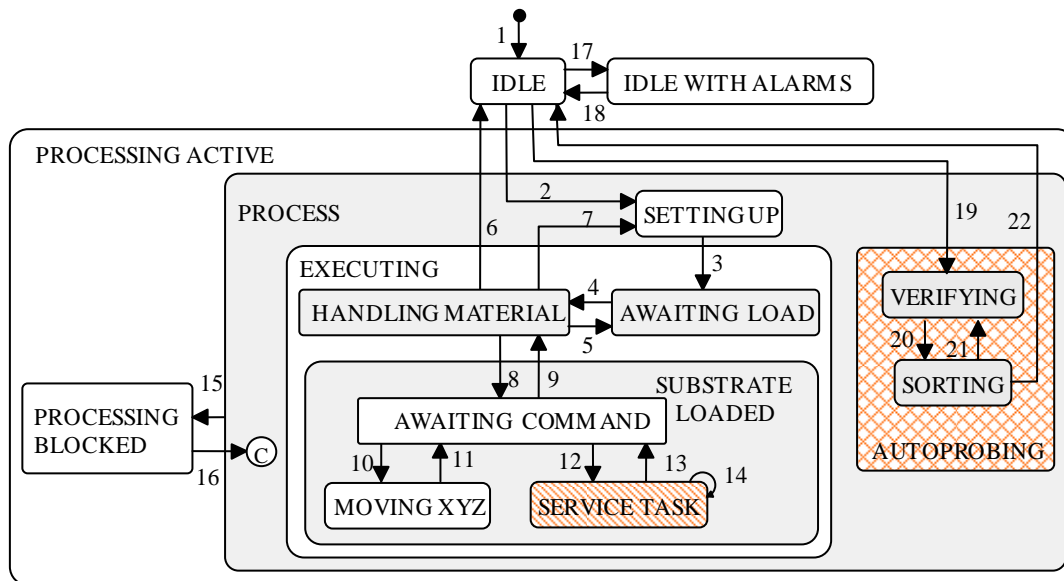 1
17
IDLE
IDLE WITH ALARMS
18
PROCESSING ACTIVE
PROCESS
2
SETTING UP
6
7
19
22
EXECUTING
3
HANDLING MATERIAL
4
AWAITING LOAD
5
VERIFYING
20
21
SORTING
AUTOPROBING
8
9
SUBSTRATE
LOADED
15
PROCESSING
BLOCKED
16
C
AWAITING COMMAND
10
11
12
13
14
MOVING XYZ
SERVICE TASK